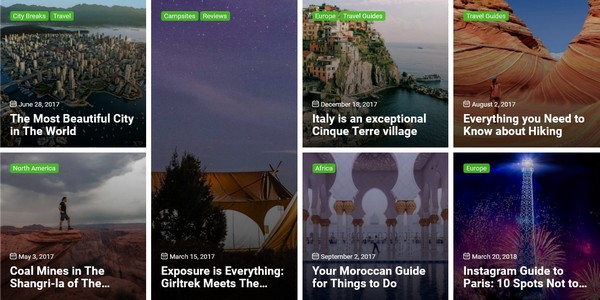 City Breaks Travel
June 28, 2017
The Most Beautiful City
in The World
Campsites Reviews
March 15, 2017
Exposure is Everything:
Girltrek Meets The...
Europe Travel Guides
December 18, 2017
Italy is an exceptional
Cinque Terre village
Travel Guides
August 2, 2017
Everything you Need to
Know about Hiking
North America
May 3, 2017
Coal Mines in The
Shangri-la of The...
Africa
September 2, 2017
Your Moroccan Guide
for Things to Do
Europe
March 20, 2018
Instagram Guide to
Paris: 10 Spots Not to...